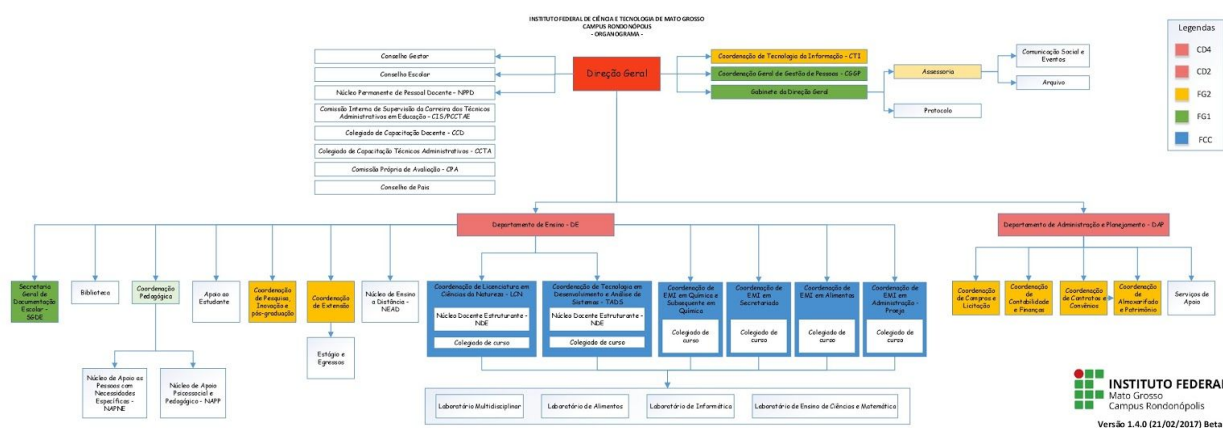 INSTITUTO FEDERAL DE CIÊNCIA E TECNOLOGIA DE MATO GROSSO
CAMPUS RONDONÓPOLIS
- ORGANOGRAMA -
Legendas
CD4
CD2
FG2
FG1
FCC
Direção Geral
Conselho Gestor
Conselho Escolar
Núcleo Permanente de Pessoal Docente - NPPD
Comissão Interna de Supervisão da Carreira dos Técnicos
Administrativos em Educação - CIS/PCCTAE
Colegiado de Capacitação Docente - CCD
Colegiado de Capacitação Técnicos Administrativos - CCTA
Comissão Própria de Avaliação - CPA
Conselho de Pais
Coordenação de Tecnologia da Informação - CTI
Coordenação Geral de Gestão de Pessoas - CGGP
Gabinete da Direção Geral
Assessoria
Protocolo
Comunicação Social e
Eventos
Arquivo
Departamento de Ensino - DE
Departamento de Administração e Planejamento - DAP
Secretaria
Geral de
Documentação
Escolar -
SGDE
Biblioteca
Coordenação
Pedagógica
Apoio ao
Estudante
Coordenação
de Pesquisa,
Inovação e
pós-graduação
Coordenação
de Extensão
Núcleo de Ensino
a Distância -
NEAD
Coordenação de Licenciatura em
Ciências da Natureza - LCN
Núcleo Docente Estruturante -
NDE
Colegiado de curso
Coordenação de Tecnologia em
Desenvolvimento e Análise de
Sistemas - TADS
Núcleo Docente Estruturante -
NDE
Colegiado de curso
Coordenação de
EMI em Química e
Subsequente em
Química
Colegiado de
curso
Coordenação de
EMI em
Secretariado
Colegiado de
curso
Coordenação de
EMI em Alimentos
Colegiado de
curso
Coordenação de
EMI em
Administração -
Proeja
Colegiado de
curso
Coordenação
de Compras e
Licitação
Coordenação
de
Contabilidade
e Finanças
Coordenação
de
Contratos e
Convênios
Coordenação
de
Almoxarifado
e Patrimônio
Serviços de
Apoio
Núcleo de Apoio as
Pessoas com
Necessidades
Específicas -
NAPNE
Núcleo de Apoio
Psicossocial e
Pedagógico - NAPP
Estágio e
Egressos
Laboratório Multidisciplinar
Laboratório de Alimentos
Laboratório de Informática
Laboratório de Ensino de Ciências e Matemática
INSTITUTO FEDERAL
Mato Grosso
Campus Rondonópolis
Versão 1.4.0 (21/02/2017) Beta